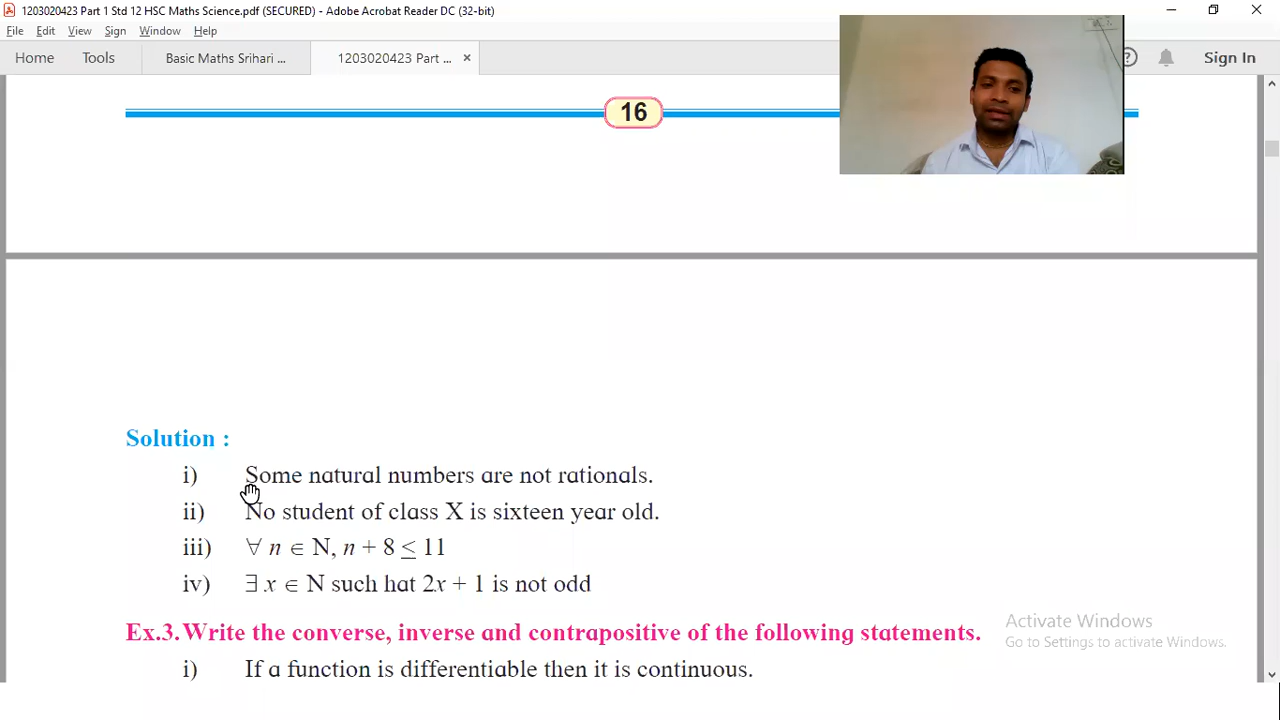 1203020423 Part 1 Std 12 HSC Maths Science.pdf (SECURED) - Adobe Acrobat Reader DC (32-bit)
File Edit View Sign Window Help
Home Tools Basic Maths Srihari ... 1203020423 Part ... × Sign In
16
Solution :
i) Some natural numbers are not rationals.
ii) No student of class X is sixteen year old.
iii) ∀ n ∈ N, n + 8 ≤ 11
iv) ∃ x ∈ N such hat 2x + 1 is not odd
Ex.3. Write the converse, inverse and contrapositive of the following statements.
i) If a function is differentiable then it is continuous.
Activate Windows
Go to Settings to activate Windows.